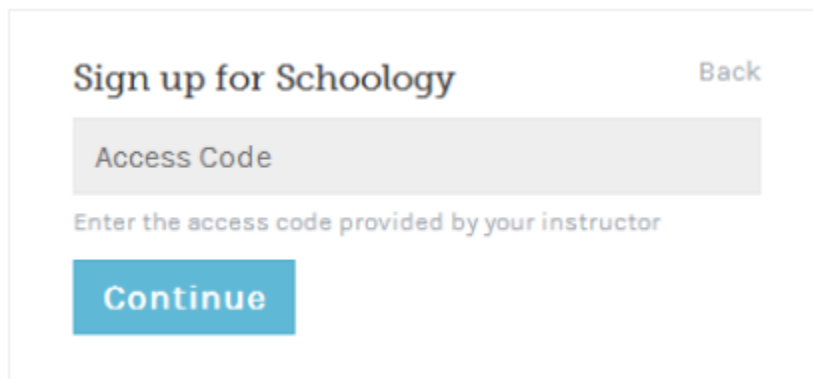 Sign up for Schoology
Back
Access Code
Enter the access code provided by your instructor
Continue